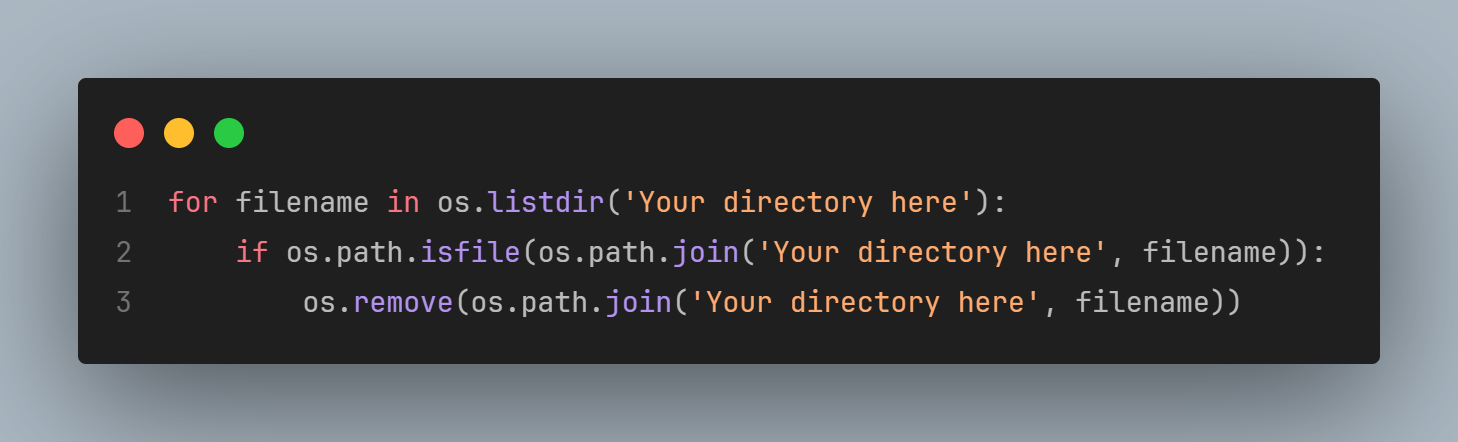 1 for filename in os.listdir('Your directory here'):
2     if os.path.isfile(os.path.join('Your directory here', filename)):
3         os.remove(os.path.join('Your directory here', filename))